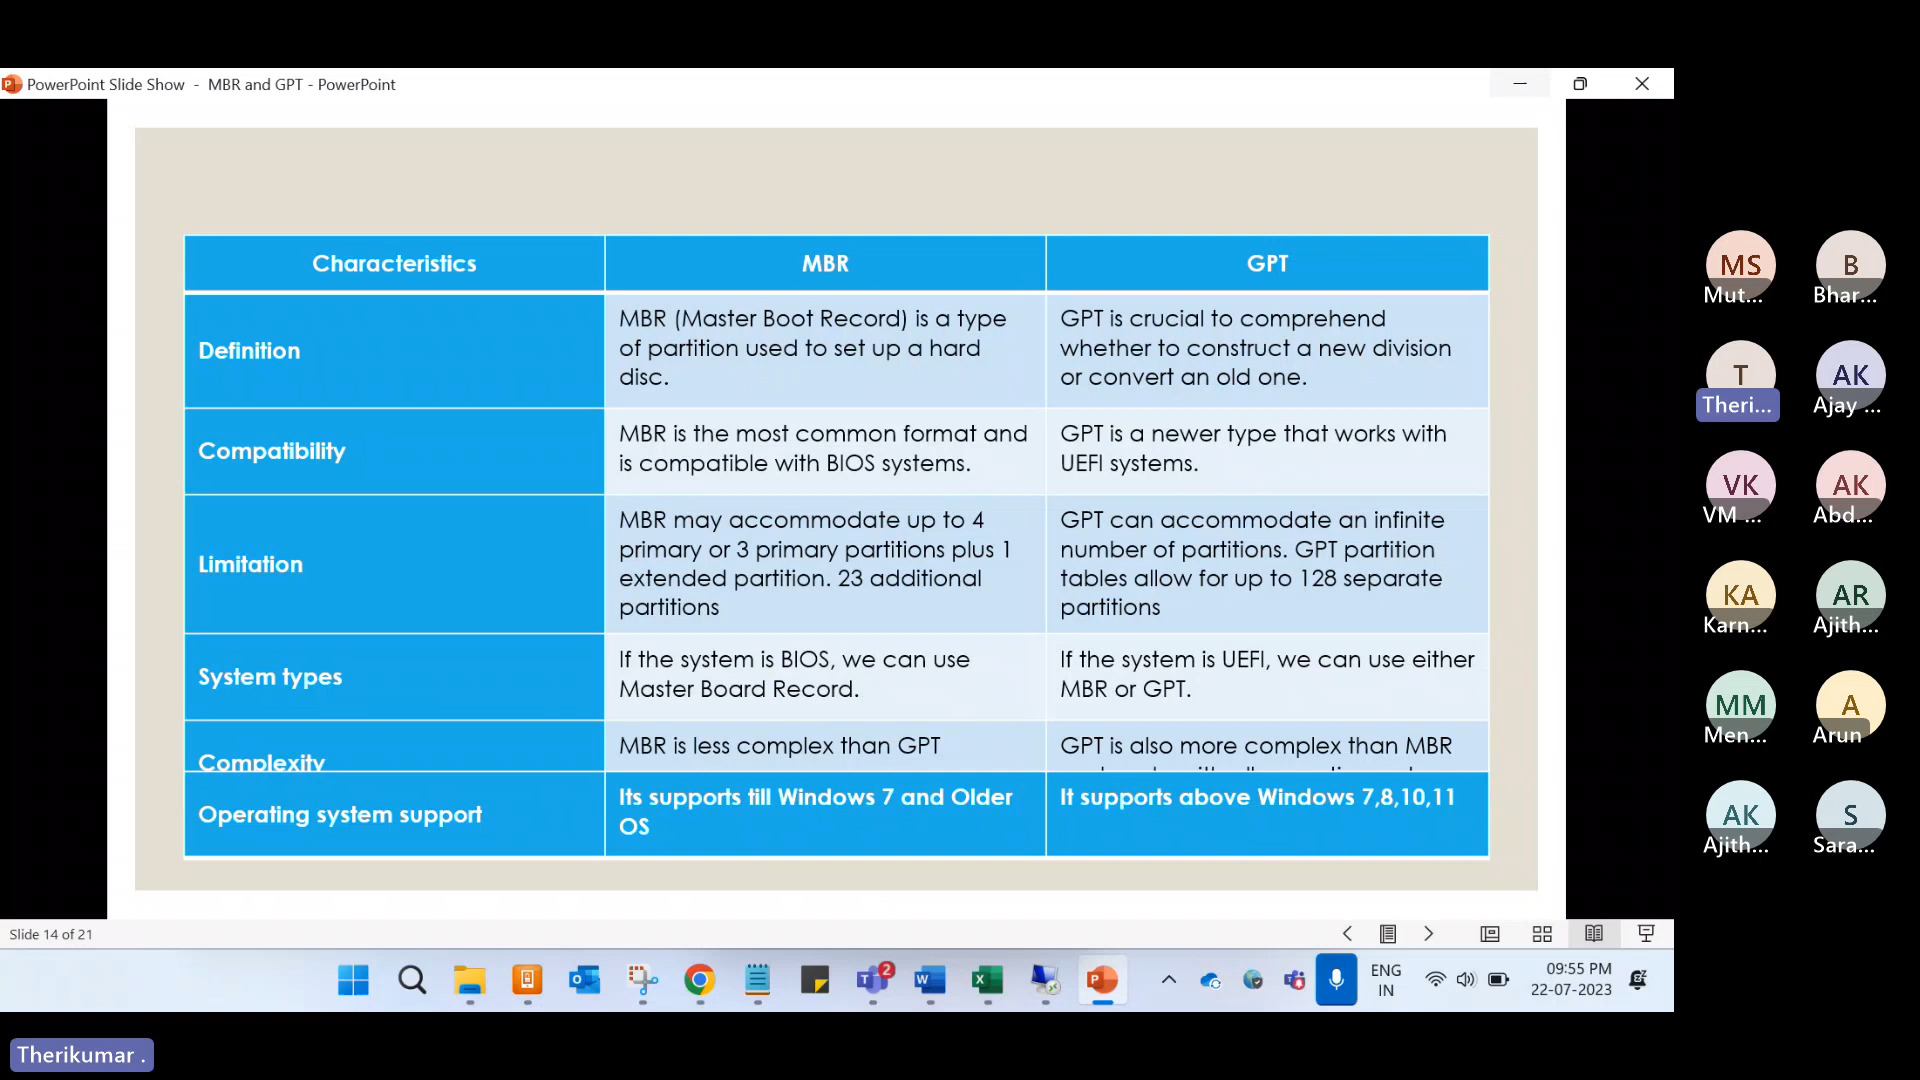 PowerPoint Slide Show - MBR and GPT - PowerPoint
Characteristics
MBR
GPT
Definition
MBR (Master Boot Record) is a type
of partition used to set up a hard
disc.
GPT is crucial to comprehend
whether to construct a new division
or convert an old one.
Compatibility
MBR is the most common format and
is compatible with BIOS systems.
GPT is a newer type that works with
UEFI systems.
Limitation
MBR may accommodate up to 4
primary or 3 primary partitions plus 1
extended partition. 23 additional
partitions
GPT can accommodate an infinite
number of partitions. GPT partition
tables allow for up to 128 separate
partitions
System types
If the system is BIOS, we can use
Master Board Record.
If the system is UEFI, we can use either
MBR or GPT.
Complexity
MBR is less complex than GPT
GPT is also more complex than MBR
Operating system support
Its supports till Windows 7 and Older
OS
It supports above Windows 7,8,10,11
Slide 14 of 21
2
ENG
IN
09:55 PM
22-07-2023
MS
Mut...
B
Bhar...
T
Theri...
AK
Ajay ...
VK
VM ...
AK
Abd...
KA
Karn...
AR
Ajith...
MM
Men...
A
Arun
AK
Ajith...
S
Sara...
Therikumar .